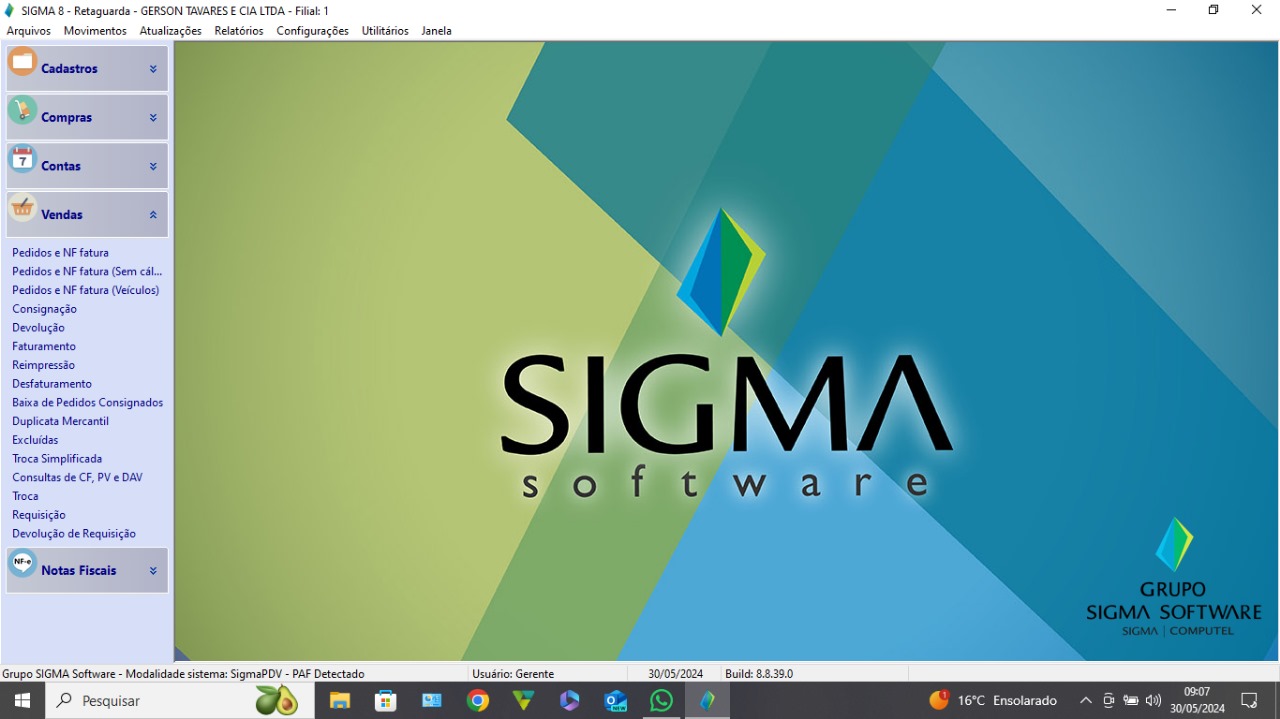 SIGMA 8 - Retaguarda - GERSON TAVARES E CIA LTDA - Filial: 1
Arquivos Movimentos Atualizações Relatórios Configurações Utilitários Janela
Cadastros
Compras
7
Contas
Vendas
Pedidos e NF fatura
Pedidos e NF fatura (Sem cál...
Pedidos e NF fatura (Veículos)
Consignação
Devolução
Faturamento
Reimpressão
Desfaturamento
Baixa de Pedidos Consignados
Duplicata Mercantil
Excluídas
Troca Simplificada
Consultas de CF, PV e DAV
Troca
Requisição
Devolução de Requisição
NF-e
Notas Fiscais
SIGMA
software
GRUPO
SIGMA SOFTWARE
SIGMA | COMPUTEL
Grupo SIGMA Software - Modalidade sistema: SigmaPDV - PAF Detectado Usuário: Gerente 30/05/2024 Build: 8.8.39.0
Pesquisar
NEW
1
16°C Ensolarado
09:07
30/05/2024